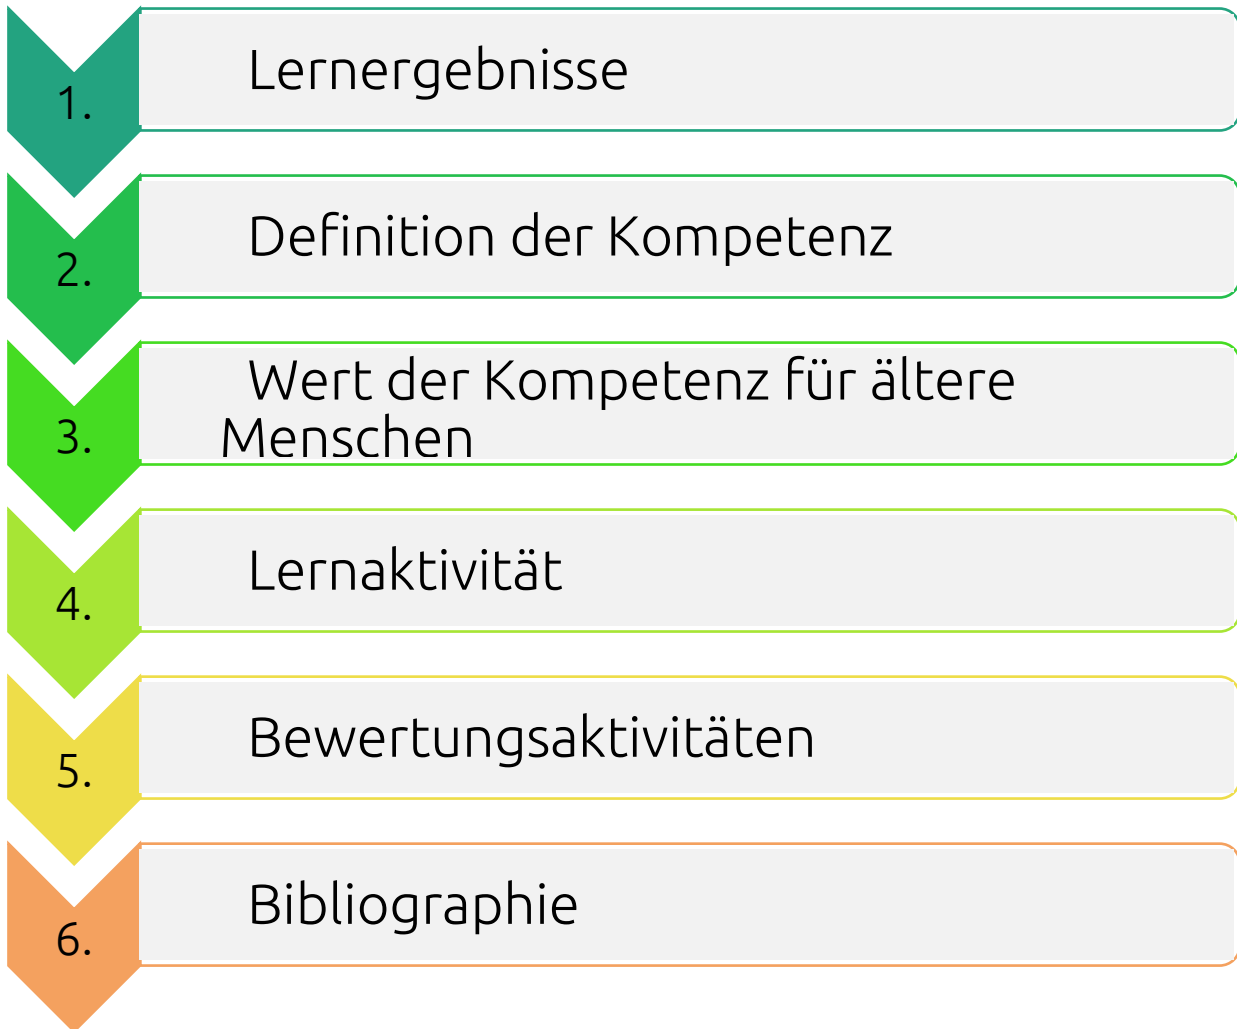 1. Lernergebnisse
2. Definition der Kompetenz
3. Wert der Kompetenz für ältere
Menschen
4. Lernaktivität
5. Bewertungsaktivitäten
6. Bibliographie